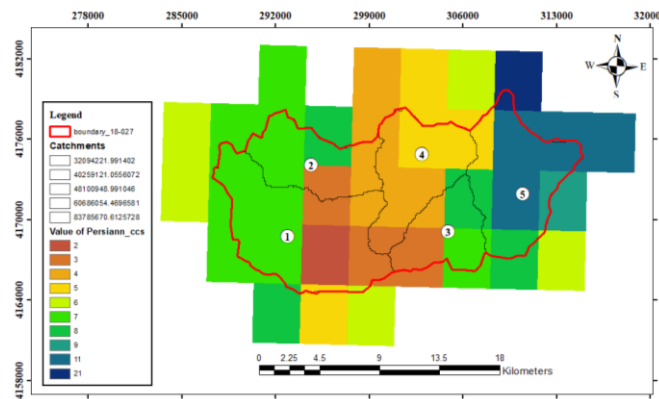 278000 285000 292000 299000 306000 313000 32000
4182000
4176000
4170000
4164000
4158000
N
W E
S
Legend
boundary_18-027
Catchments
32094221.991402
40259121.0556072
48100948.991046
60686054.4696581
83785670.6125728
Value of Persiann_ccs
2
3
4
5
6
7
8
9
11
21
1
2
3
4
5
0 2.25 4.5 9 13.5 18
Kilometers